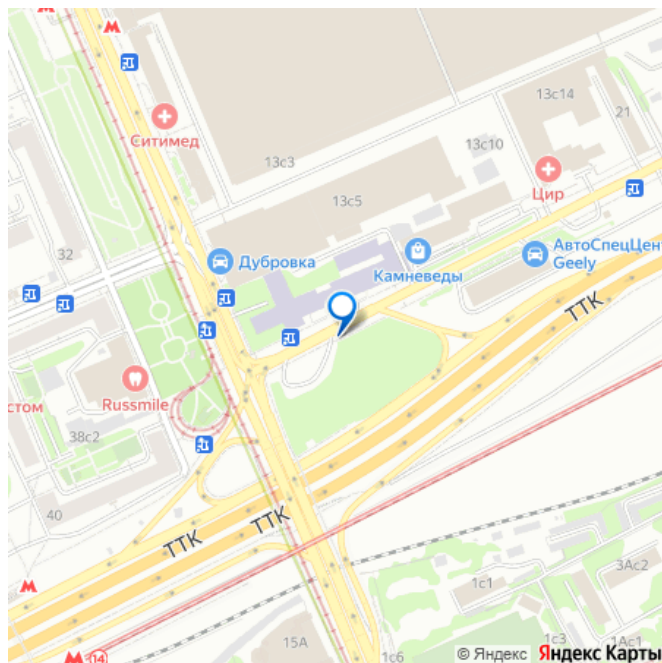 М
Ситимед
13с14
21
13с10
13с3
Цир
13с5
32
Дубровка
Камневеды
АвтоСпецЦен
Geely
ТТК
Russmile
стом
38с2
40
ТТК
ТТК
М
1с1
3Ас2
М
14
15А
1с6
1с3
1Ас1
© Яндекс Яндекс Карты